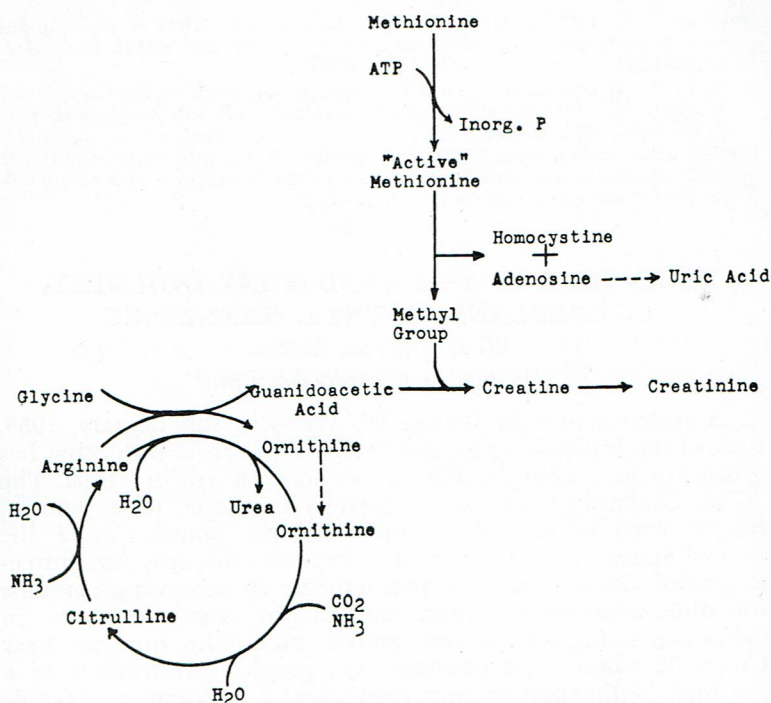 Methionine
ATP
Inorg. P
"Active"
Methionine
Homocystine
+
Adenosine
Uric Acid
Methyl
Group
Glycine
Guanidoacetic
Acid
Creatine
Creatinine
Ornithine
Arginine
H2O
Urea
H2O
Ornithine
NH3
CO2
NH3
Citrulline
H2O